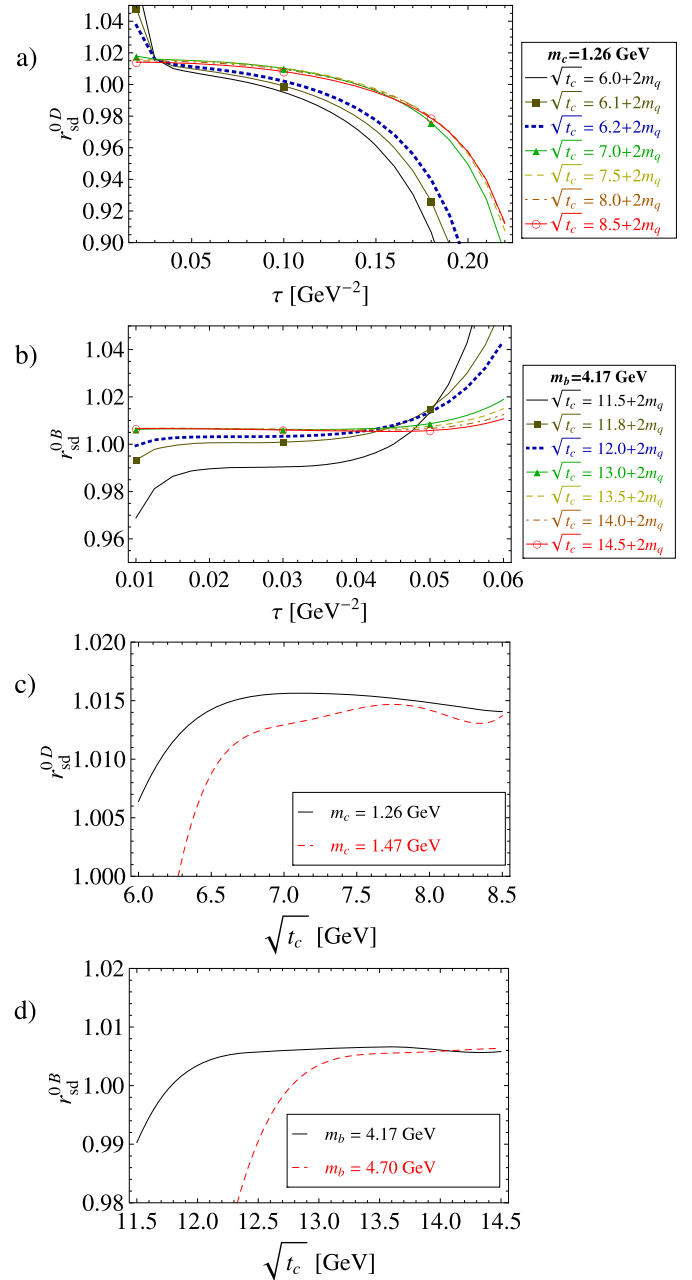 a)
1.04
1.02
1.00
0.98
0.96
0.94
0.92
0.90
r_sd^{0D}
0.05 0.10 0.15 0.20
τ [GeV⁻²]
m_c=1.26 GeV
√t_c = 6.0+2m_q
√t_c = 6.1+2m_q
√t_c = 6.2+2m_q
√t_c = 7.0+2m_q
√t_c = 7.5+2m_q
√t_c = 8.0+2m_q
√t_c = 8.5+2m_q
b)
1.04
1.02
1.00
0.98
0.96
r_sd^{0B}
0.01 0.02 0.03 0.04 0.05 0.06
τ [GeV⁻²]
m_b=4.17 GeV
√t_c = 11.5+2m_q
√t_c = 11.8+2m_q
√t_c = 12.0+2m_q
√t_c = 13.0+2m_q
√t_c = 13.5+2m_q
√t_c = 14.0+2m_q
√t_c = 14.5+2m_q
c)
1.020
1.015
1.010
1.005
1.000
r_sd^{0D}
m_c = 1.26 GeV
m_c = 1.47 GeV
6.0 6.5 7.0 7.5 8.0 8.5
√t_c [GeV]
d)
1.02
1.01
1.00
0.99
0.98
r_sd^{0B}
m_b = 4.17 GeV
m_b = 4.70 GeV
11.5 12.0 12.5 13.0 13.5 14.0 14.5
√t_c [GeV]